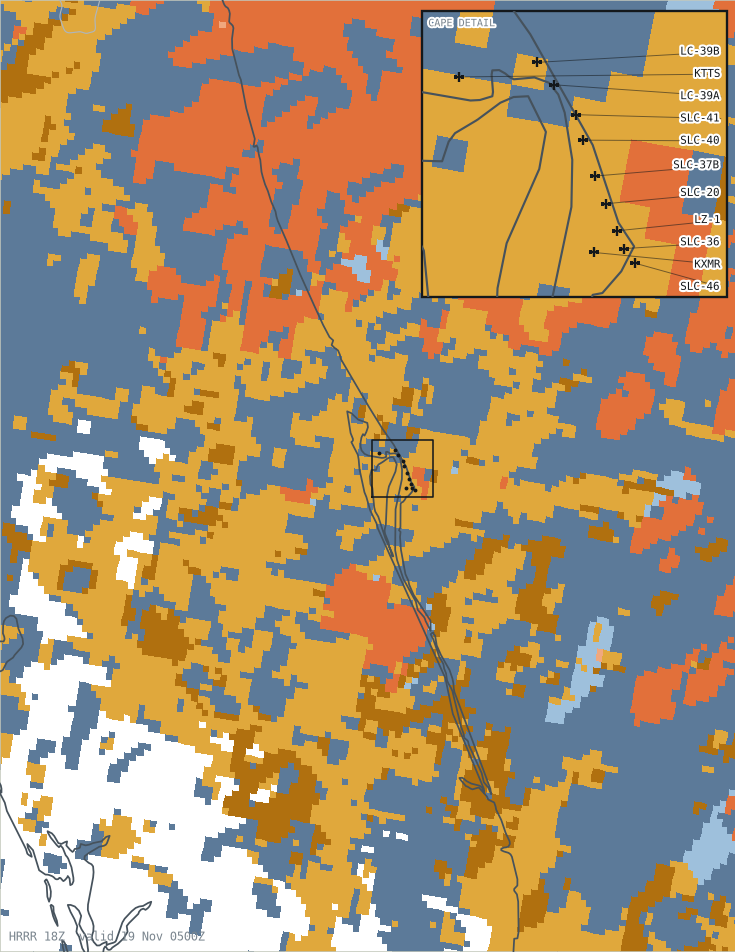 CAPE DETAIL
LC-39B
KTTS
LC-39A
SLC-41
SLC-40
SLC-37B
SLC-20
LZ-1
SLC-36
KXMR
SLC-46
HRRR 18Z valid 19 Nov 0500Z